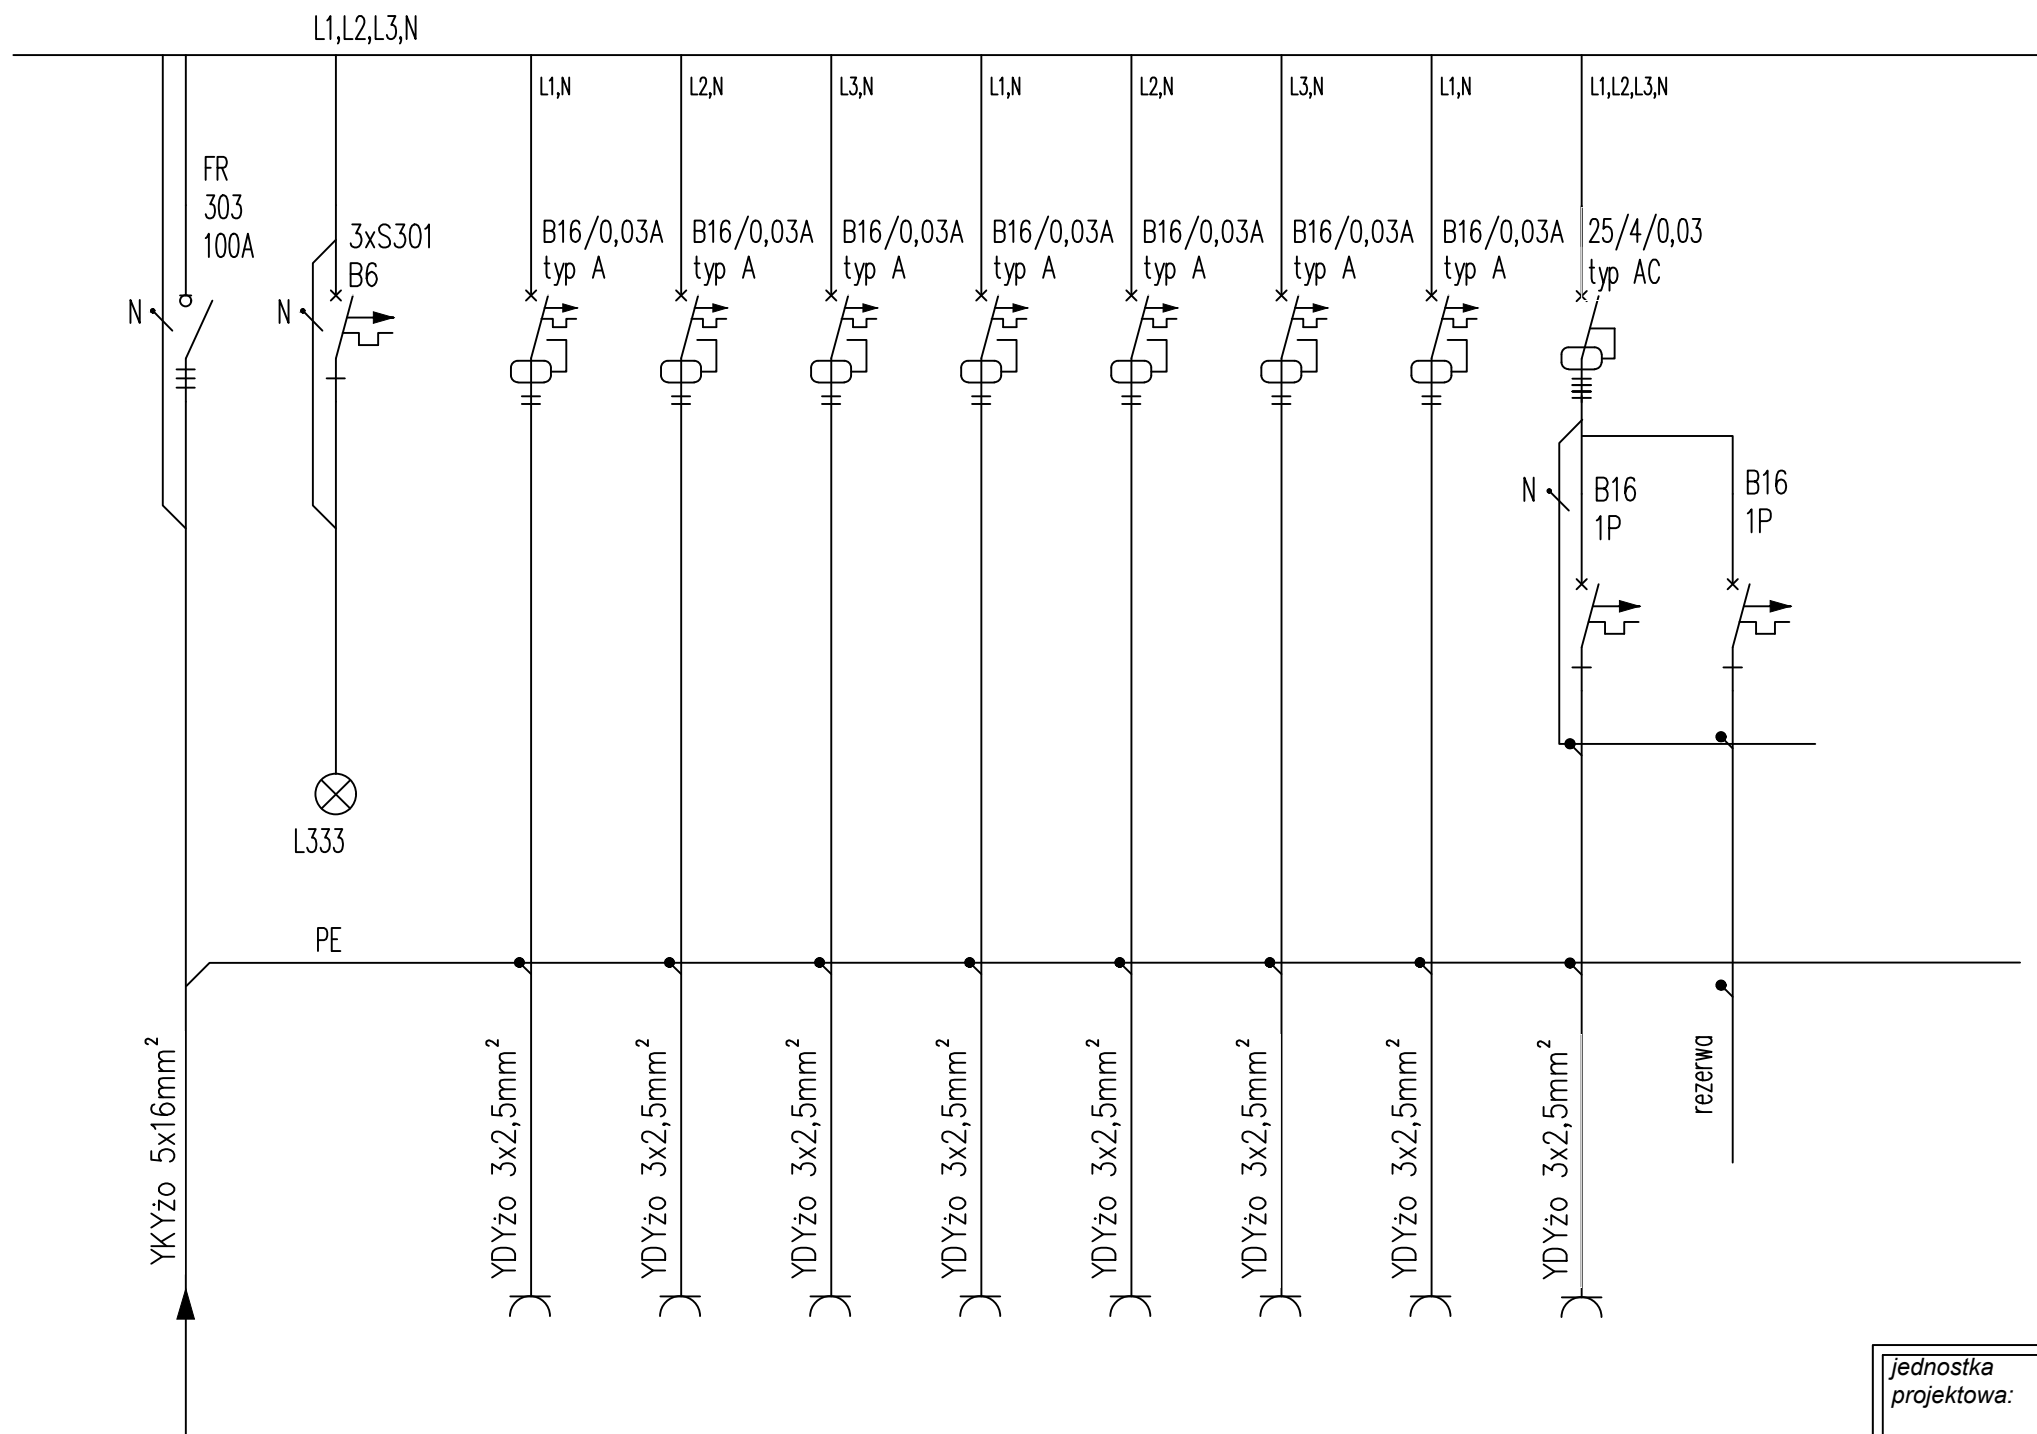 L1,L2,L3,N
L1,N
L2,N
L3,N
L1,N
L2,N
L3,N
L1,N
L1,L2,L3,N
FR
303
100A
N
3xS301
B6
N
B16/0,03A
typ A
B16/0,03A
typ A
B16/0,03A
typ A
B16/0,03A
typ A
B16/0,03A
typ A
B16/0,03A
typ A
B16/0,03A
typ A
25/4/0,03
typ AC
N
B16
1P
B16
1P
L333
PE
YKYżo 5x16mm²
YDYżo 3x2,5mm²
YDYżo 3x2,5mm²
YDYżo 3x2,5mm²
YDYżo 3x2,5mm²
YDYżo 3x2,5mm²
YDYżo 3x2,5mm²
YDYżo 3x2,5mm²
YDYżo 3x2,5mm²
rezerwa
jednostka
projektowa: